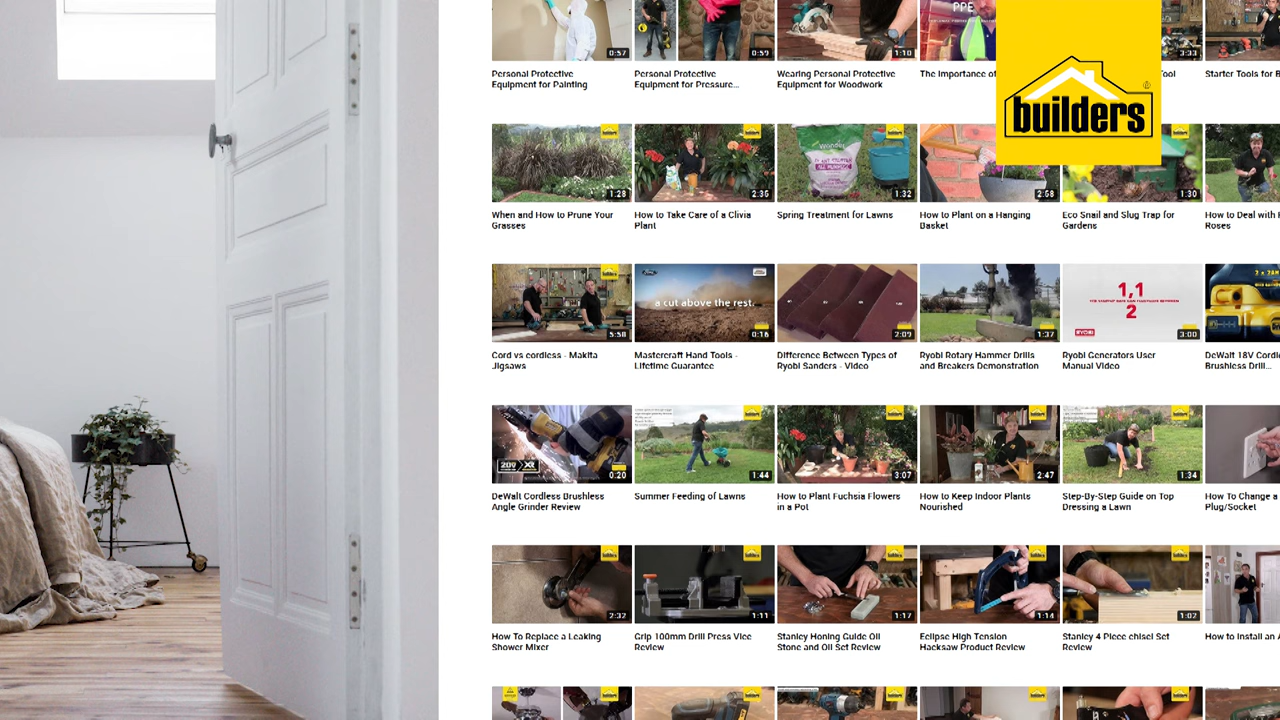 PPE
0:57
0:59
1:10
3:33
Personal Protective
Equipment for Painting
Personal Protective
Equipment for Pressure...
Wearing Personal Protective
Equipment for Woodwork
The Importance of
Tool
Starter Tools for B
builders
1:28
2:35
1:32
2:58
1:30
When and How to Prune Your
Grasses
How to Take Care of a Clivia
Plant
Spring Treatment for Lawns
How to Plant on a Hanging
Basket
Eco Snail and Slug Trap for
Gardens
How to Deal with
Roses
a cut above the rest.
1,1
2
RYOBI
5:58
0:16
2:09
1:37
3:00
Cord vs cordless - Makita
Jigsaws
Mastercraft Hand Tools -
Lifetime Guarantee
Difference Between Types of
Ryobi Sanders - Video
Ryobi Rotary Hammer Drills
and Breakers Demonstration
Ryobi Generators User
Manual Video
DeWalt 18V Cordl
Brushless Drill...
20V XR
0:20
1:44
3:07
2:47
1:34
DeWalt Cordless Brushless
Angle Grinder Review
Summer Feeding of Lawns
How to Plant Fuchsia Flowers
in a Pot
How to Keep Indoor Plants
Nourished
Step-By-Step Guide on Top
Dressing a Lawn
How To Change a
Plug/Socket
2:32
1:11
1:17
1:14
1:02
How To Replace a Leaking
Shower Mixer
Grip 100mm Drill Press Vice
Review
Stanley Honing Guide Oil
Stone and Oil Set Review
Eclipse High Tension
Hacksaw Product Review
Stanley 4 Piece chisel Set
Review
How to Install an A